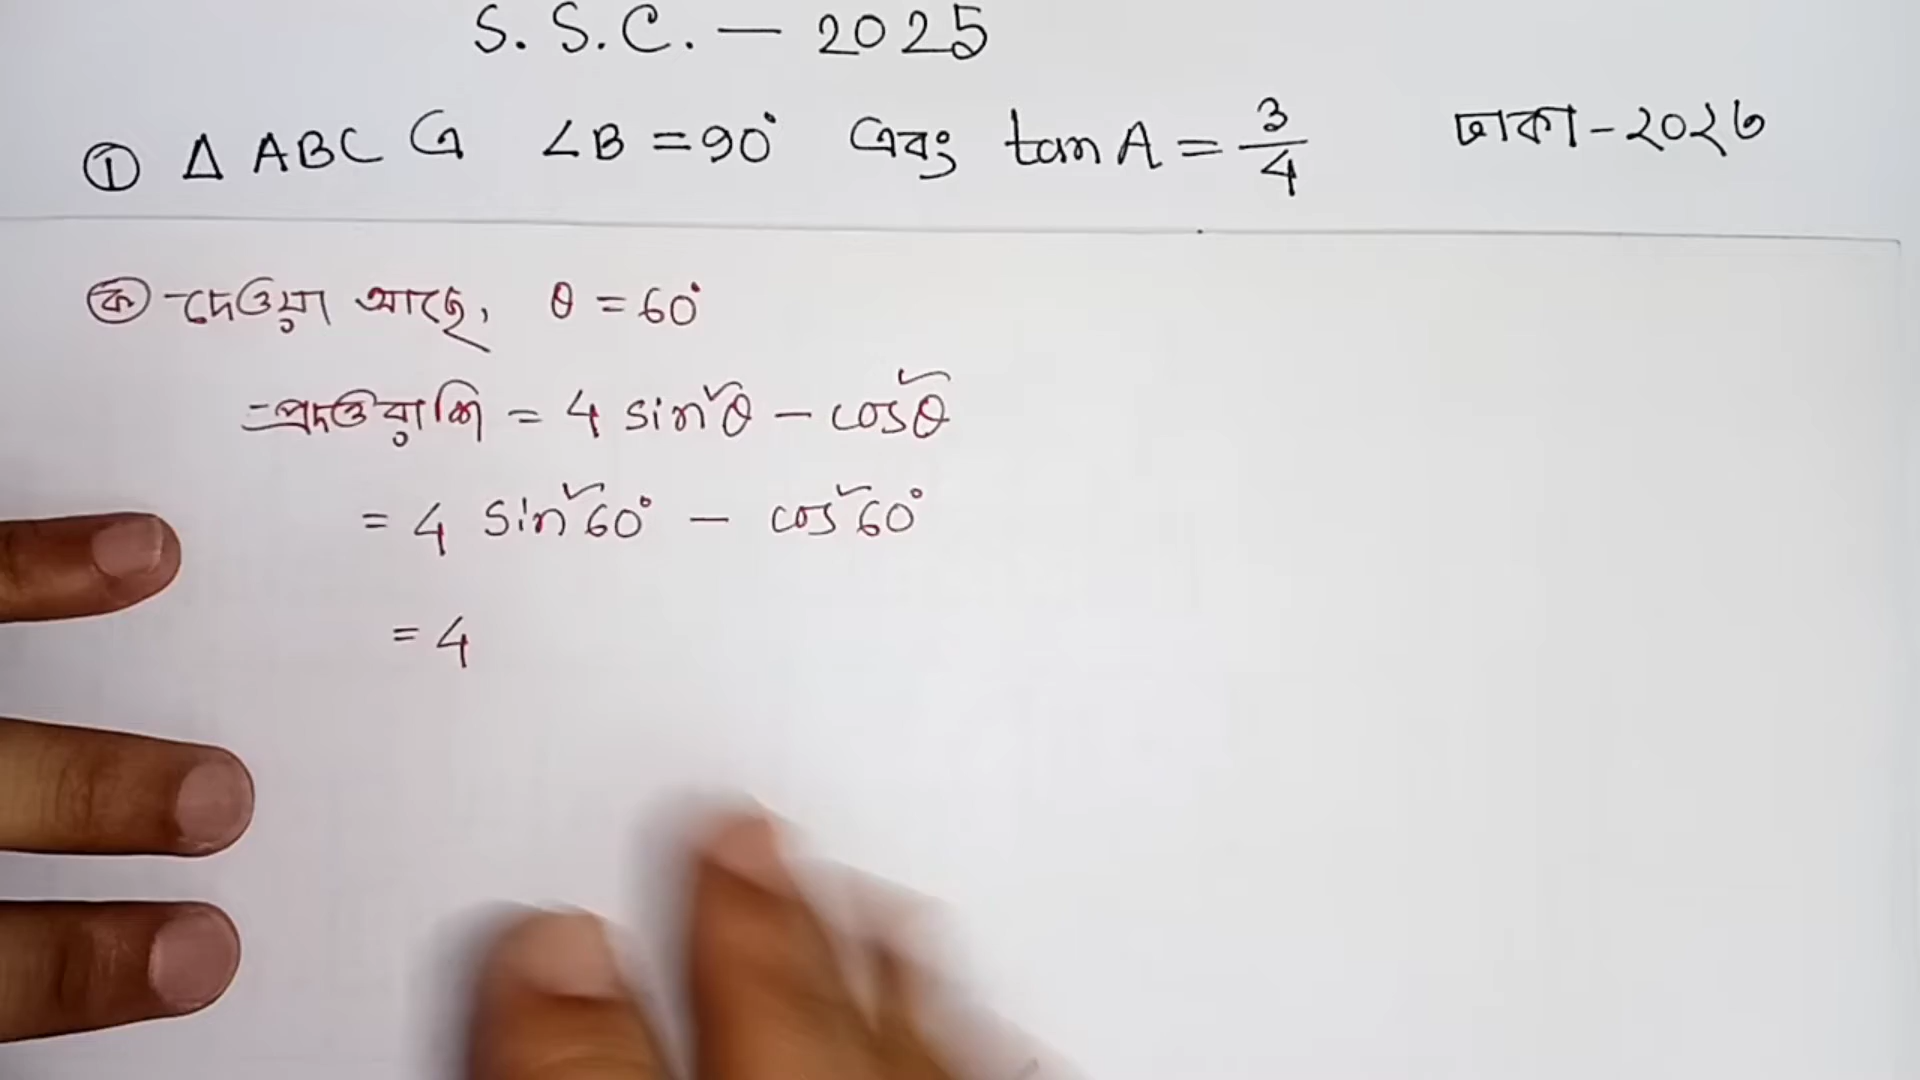 S. S. C. — 2025
① Δ ABC এ ∠B = 90° এবং tan A = 3/4 ঢাকা-২০২৩
ক দেওয়া আছে, θ = 60°
প্রদত্ত রাশি = 4 sin²θ − cos²θ
= 4 sin²60° − cos²60°
= 4